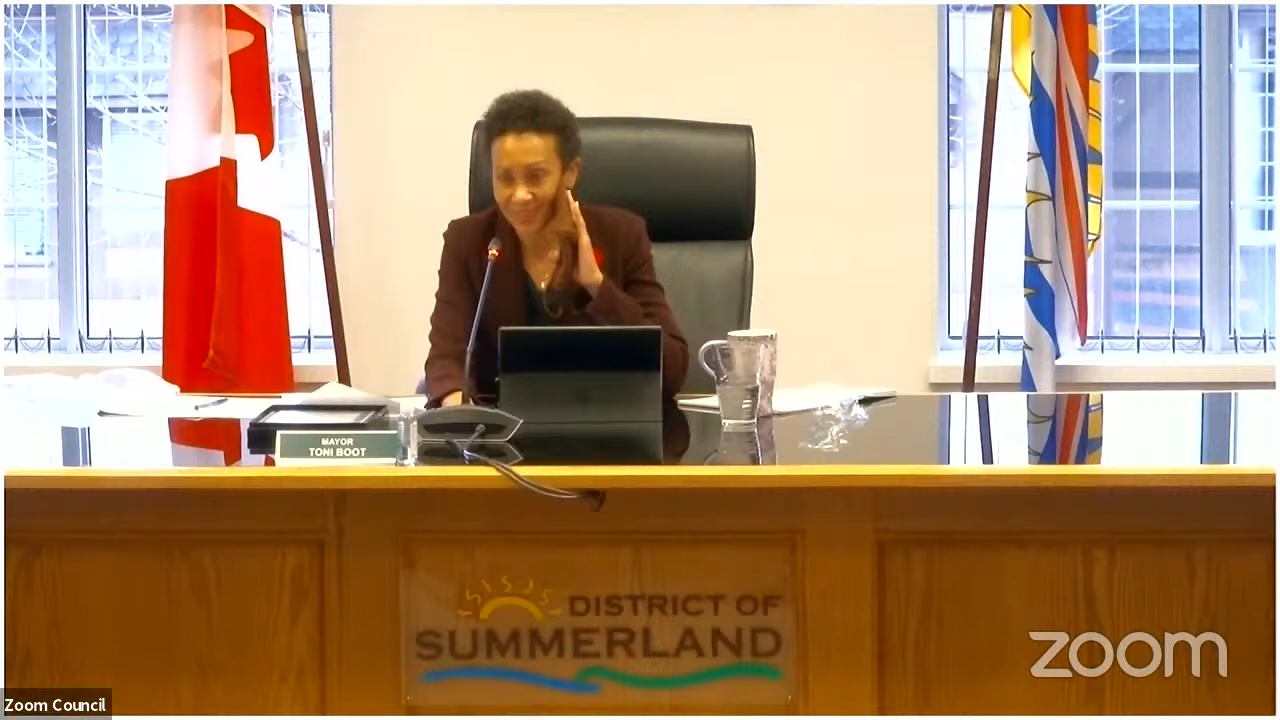 MAYOR
TONI BOOT
DISTRICT OF
SUMMERLAND
zoom
Zoom Council